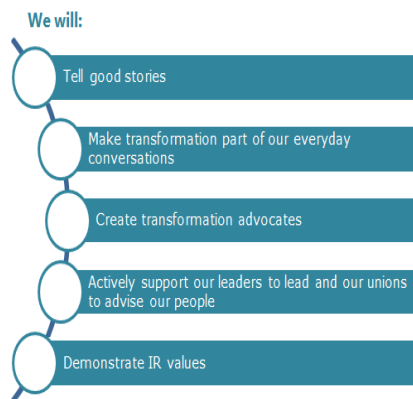 We will:
Tell good stories
Make transformation part of our everyday
conversations
Create transformation advocates
Actively support our leaders to lead and our unions
to advise our people
Demonstrate IR values